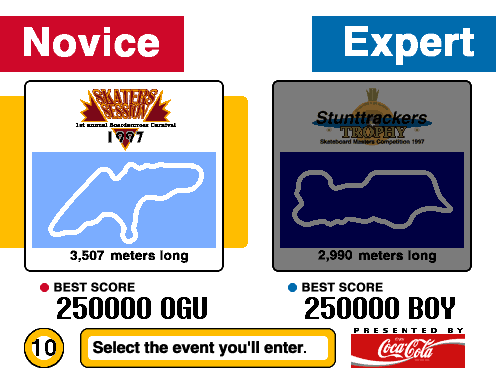 Novice
Expert
SKATERS
SESSION
1st annual Boardercross Carnival
1997
Stunttrackers
TROPHY
Skateboard Masters Competition 1997
3,507 meters long
2,990 meters long
BEST SCORE
250000 OGU
BEST SCORE
250000 BOY
10
Select the event you'll enter.
PRESENTED BY
Coca-Cola